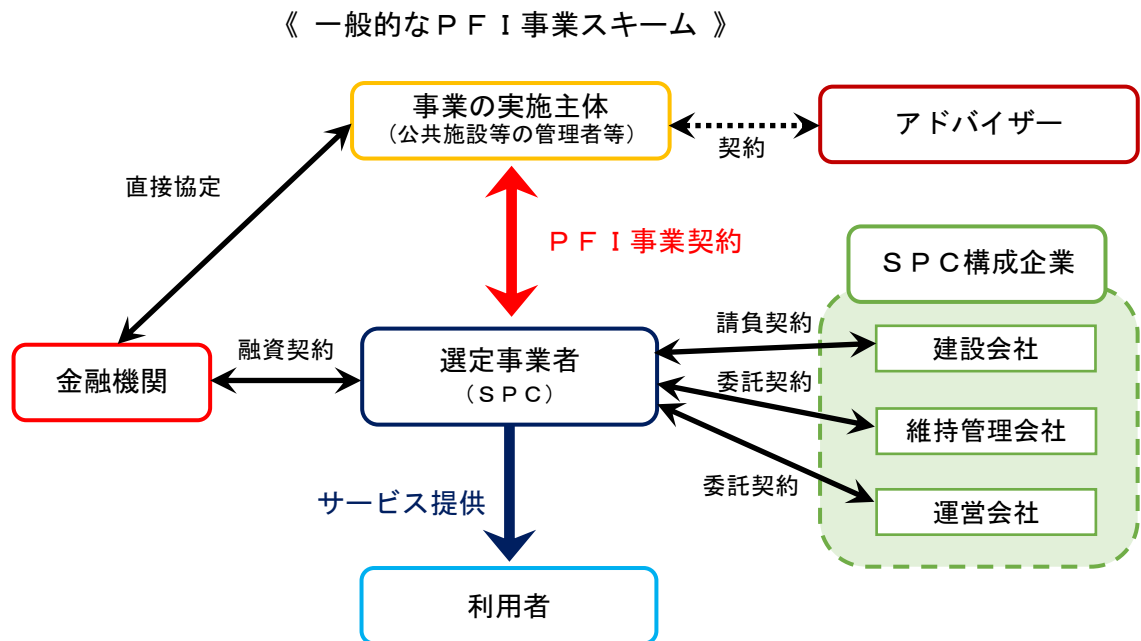 《 一般的なＰＦＩ事業スキーム 》
事業の実施主体
（公共施設等の管理者等）
契約
アドバイザー
直接協定
ＰＦＩ事業契約
ＳＰＣ構成企業
金融機関
融資契約
選定事業者
（ＳＰＣ）
請負契約
建設会社
委託契約
維持管理会社
委託契約
運営会社
サービス提供
利用者